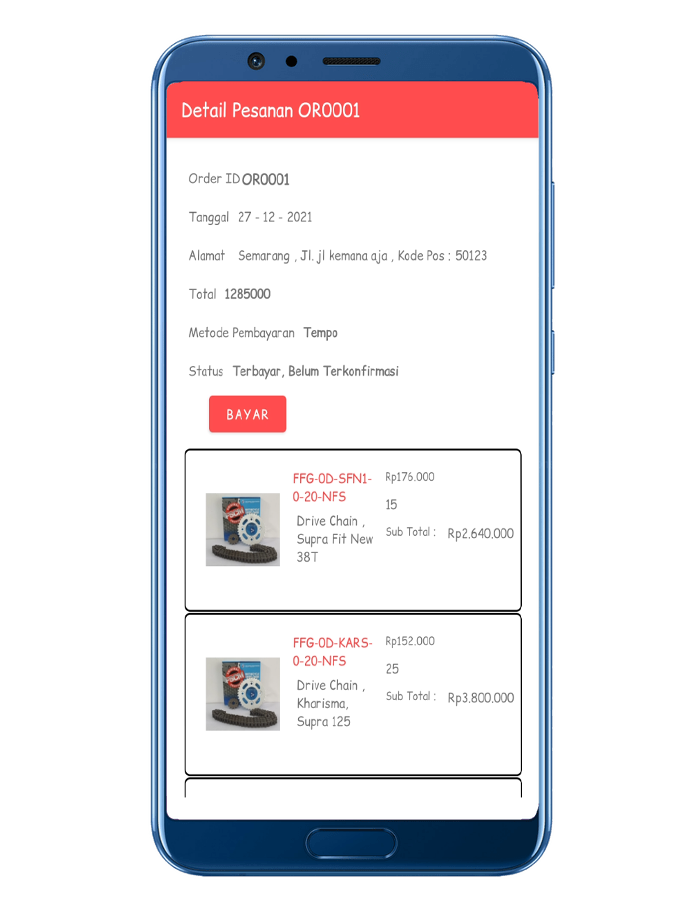 Detail Pesanan OR0001
Order ID OR0001
Tanggal 27 - 12 - 2021
Alamat Semarang , Jl. jl kemana aja , Kode Pos : 50123
Total 1285000
Metode Pembayaran Tempo
Status Terbayar, Belum Terkonfirmasi
BAYAR
FFG-0D-SFN1-
0-20-NFS
Drive Chain ,
Supra Fit New
38T
Rp176.000
15
Sub Total : Rp2.640.000
FFG-0D-KARS-
0-20-NFS
Drive Chain ,
Kharisma,
Supra 125
Rp152.000
25
Sub Total : Rp3.800.000